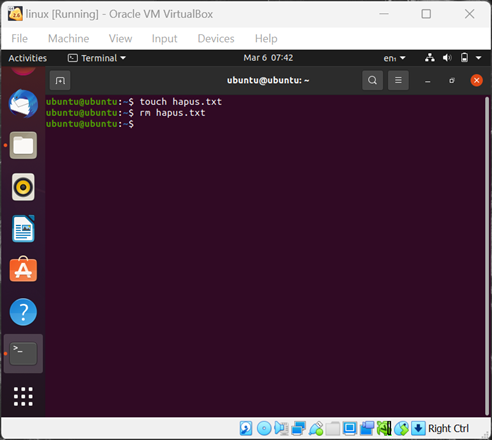 linux [Running] - Oracle VM VirtualBox
File Machine View Input Devices Help
Activities Terminal Mar 6 07:42 en₁
ubuntu@ubuntu: ~
ubuntu@ubuntu:~$ touch hapus.txt
ubuntu@ubuntu:~$ rm hapus.txt
ubuntu@ubuntu:~$
>_
Right Ctrl